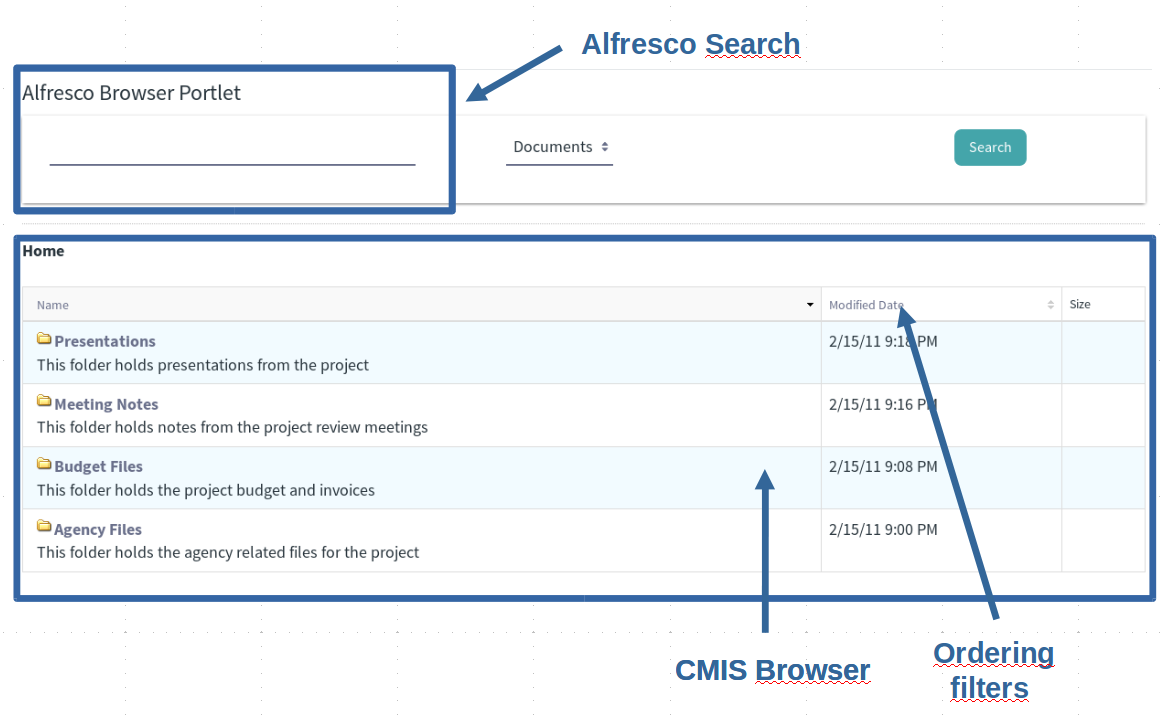 Alfresco Search
Alfresco Browser Portlet
Documents
Search
Home
Name
Modified Date
Size
Presentations
This folder holds presentations from the project
2/15/11 9:18 PM
Meeting Notes
This folder holds notes from the project review meetings
2/15/11 9:16 PM
Budget Files
This folder holds the project budget and invoices
2/15/11 9:08 PM
Agency Files
This folder holds the agency related files for the project
2/15/11 9:00 PM
CMIS Browser
Ordering
filters